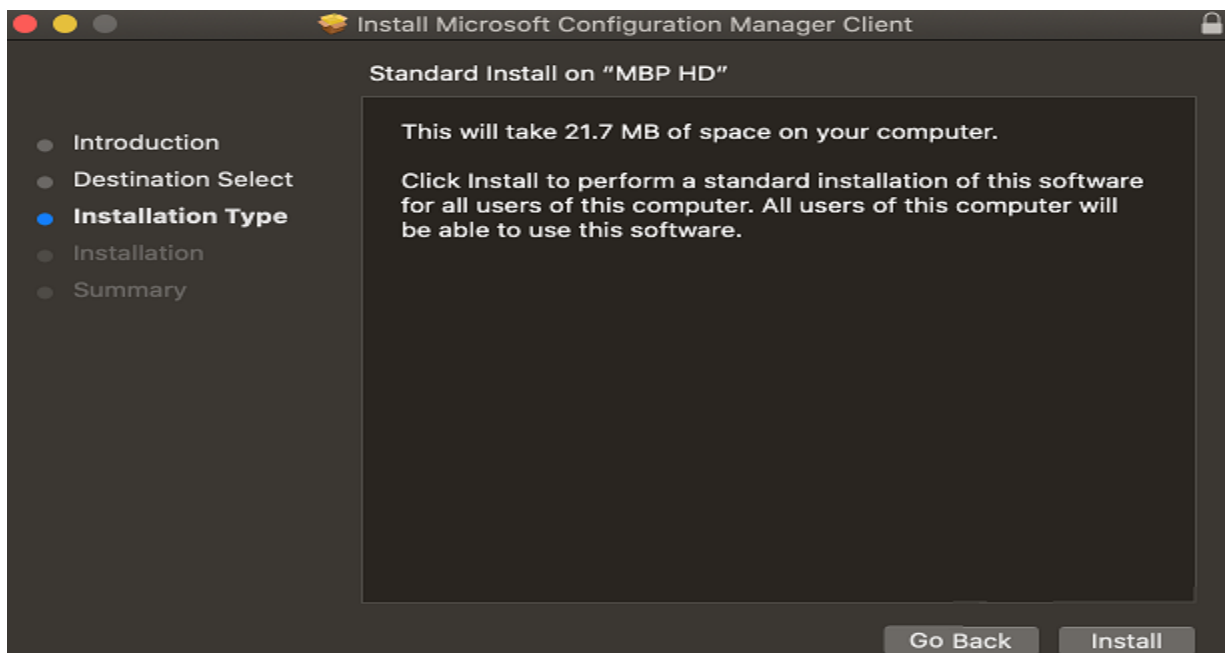 Install Microsoft Configuration Manager Client
Standard Install on “MBP HD”
Introduction
Destination Select
Installation Type
Installation
Summary
This will take 21.7 MB of space on your computer.
Click Install to perform a standard installation of this software
for all users of this computer. All users of this computer will
be able to use this software.
Go Back
Install